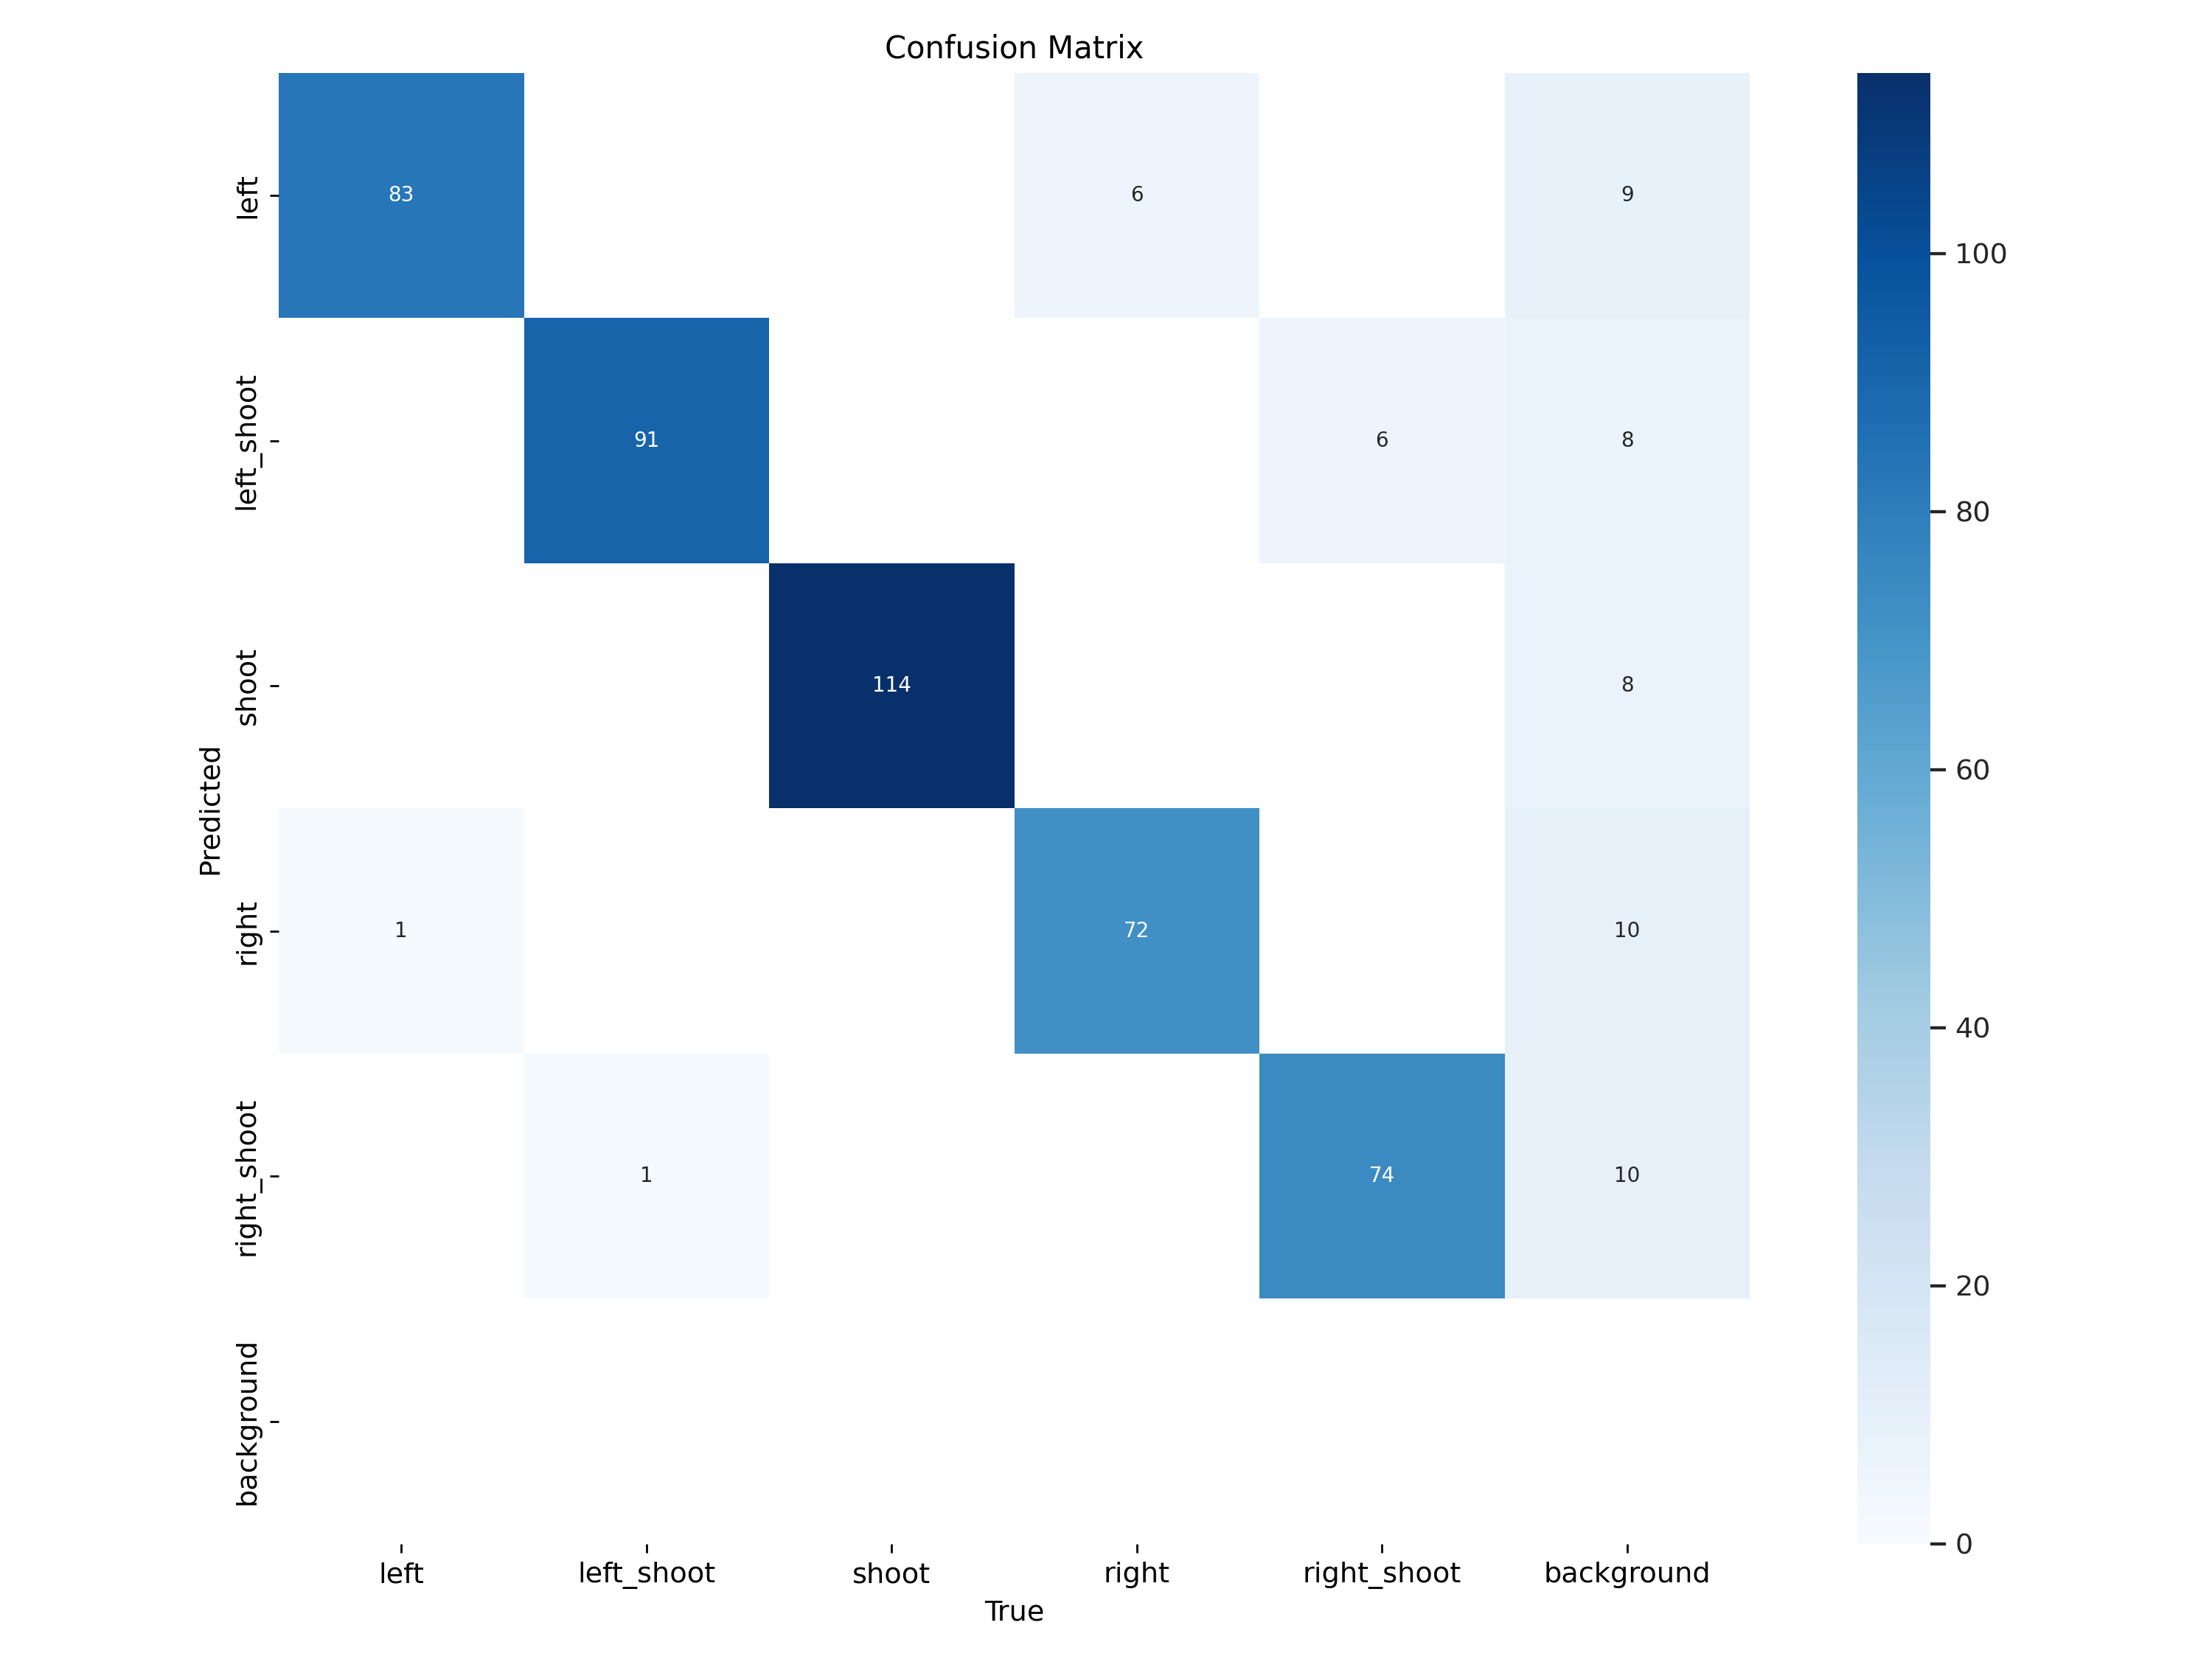 Confusion Matrix
left
83
6
9
100
left_shoot
91
6
8
80
shoot
114
8
60
Predicted
right
1
72
10
40
right_shoot
1
74
10
20
background
0
left left_shoot shoot right right_shoot background
True